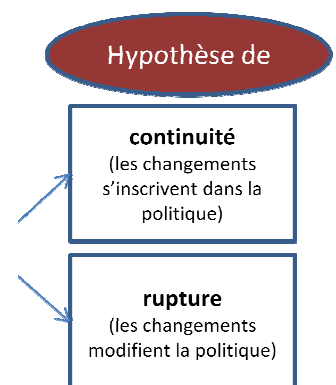 Hypothèse de
continuité
(les changements
s'inscrivent dans la
politique)
rupture
(les changements
modifient la politique)